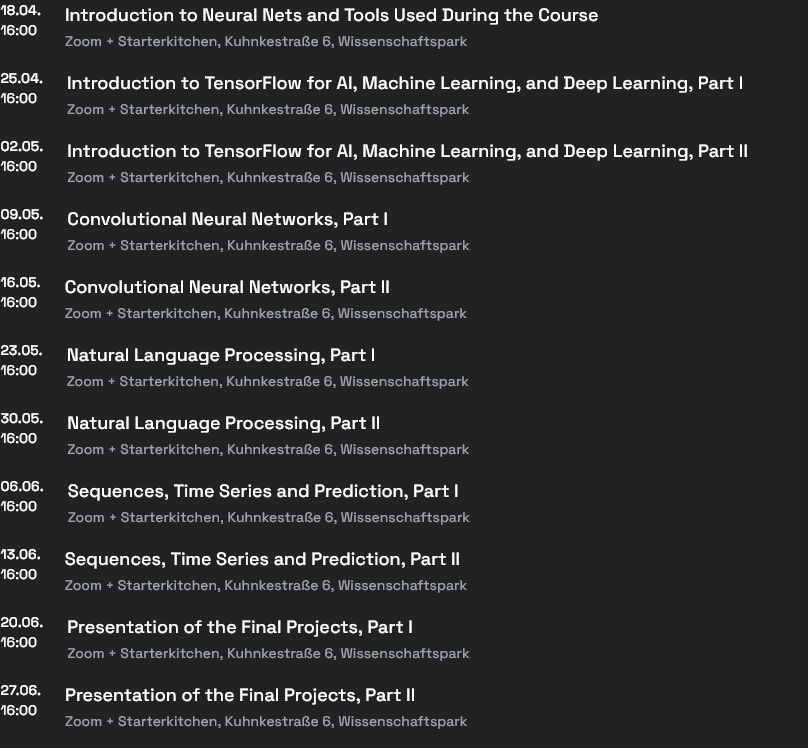 18.04. Introduction to Neural Nets and Tools Used During the Course
16:00 Zoom + Starterkitchen, Kuhnkestraße 6, Wissenschaftspark
25.04. Introduction to TensorFlow for AI, Machine Learning, and Deep Learning, Part I
16:00 Zoom + Starterkitchen, Kuhnkestraße 6, Wissenschaftspark
02.05. Introduction to TensorFlow for AI, Machine Learning, and Deep Learning, Part II
16:00 Zoom + Starterkitchen, Kuhnkestraße 6, Wissenschaftspark
09.05. Convolutional Neural Networks, Part I
16:00 Zoom + Starterkitchen, Kuhnkestraße 6, Wissenschaftspark
16.05. Convolutional Neural Networks, Part II
16:00 Zoom + Starterkitchen, Kuhnkestraße 6, Wissenschaftspark
23.05. Natural Language Processing, Part I
16:00 Zoom + Starterkitchen, Kuhnkestraße 6, Wissenschaftspark
30.05. Natural Language Processing, Part II
16:00 Zoom + Starterkitchen, Kuhnkestraße 6, Wissenschaftspark
06.06. Sequences, Time Series and Prediction, Part I
16:00 Zoom + Starterkitchen, Kuhnkestraße 6, Wissenschaftspark
13.06. Sequences, Time Series and Prediction, Part II
16:00 Zoom + Starterkitchen, Kuhnkestraße 6, Wissenschaftspark
20.06. Presentation of the Final Projects, Part I
16:00 Zoom + Starterkitchen, Kuhnkestraße 6, Wissenschaftspark
27.06. Presentation of the Final Projects, Part II
16:00 Zoom + Starterkitchen, Kuhnkestraße 6, Wissenschaftspark